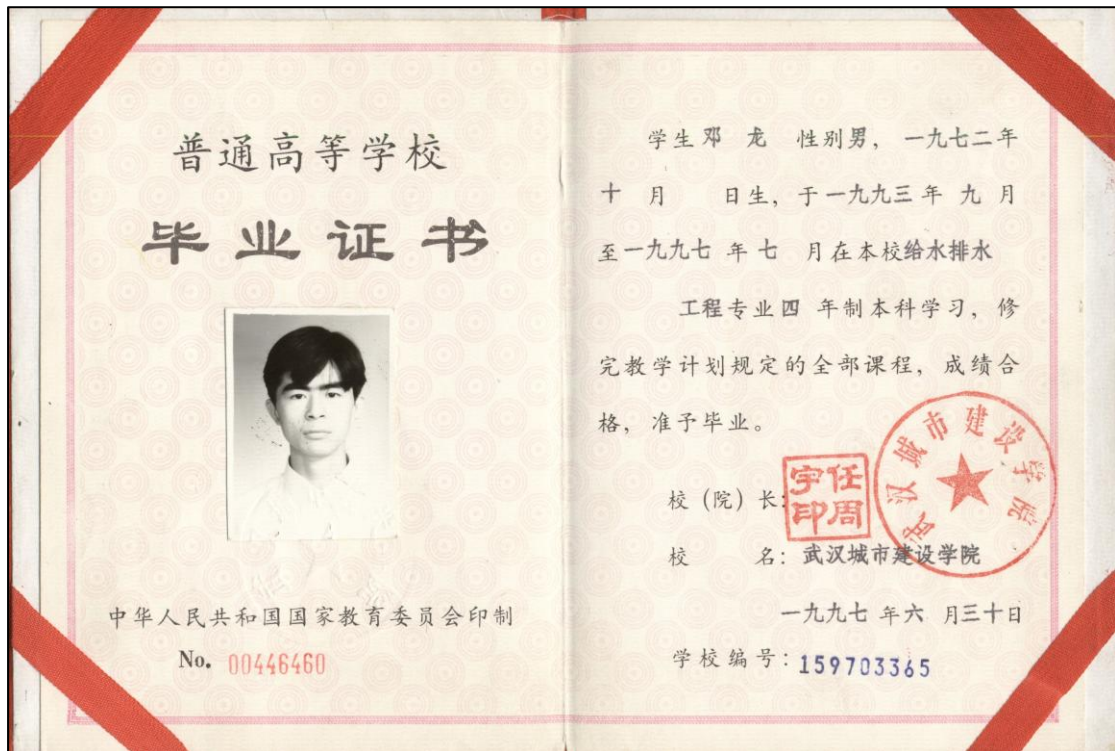 普通高等学校
毕业证书
中华人民共和国国家教育委员会印制
No. 00446460
学生邓 龙 性别男，一九七二年
十 月 日生，于一九九三年 九 月
至一九九七 年 七 月在本校给水排水
工程专业四 年制本科学习，修
完教学计划规定的全部课程，成绩合
格，准予毕业。
校（院）长：
任周宇印
武汉城市建设学院
校 名：武汉城市建设学院
一九九七 年六 月三十日
学校编号：159703365